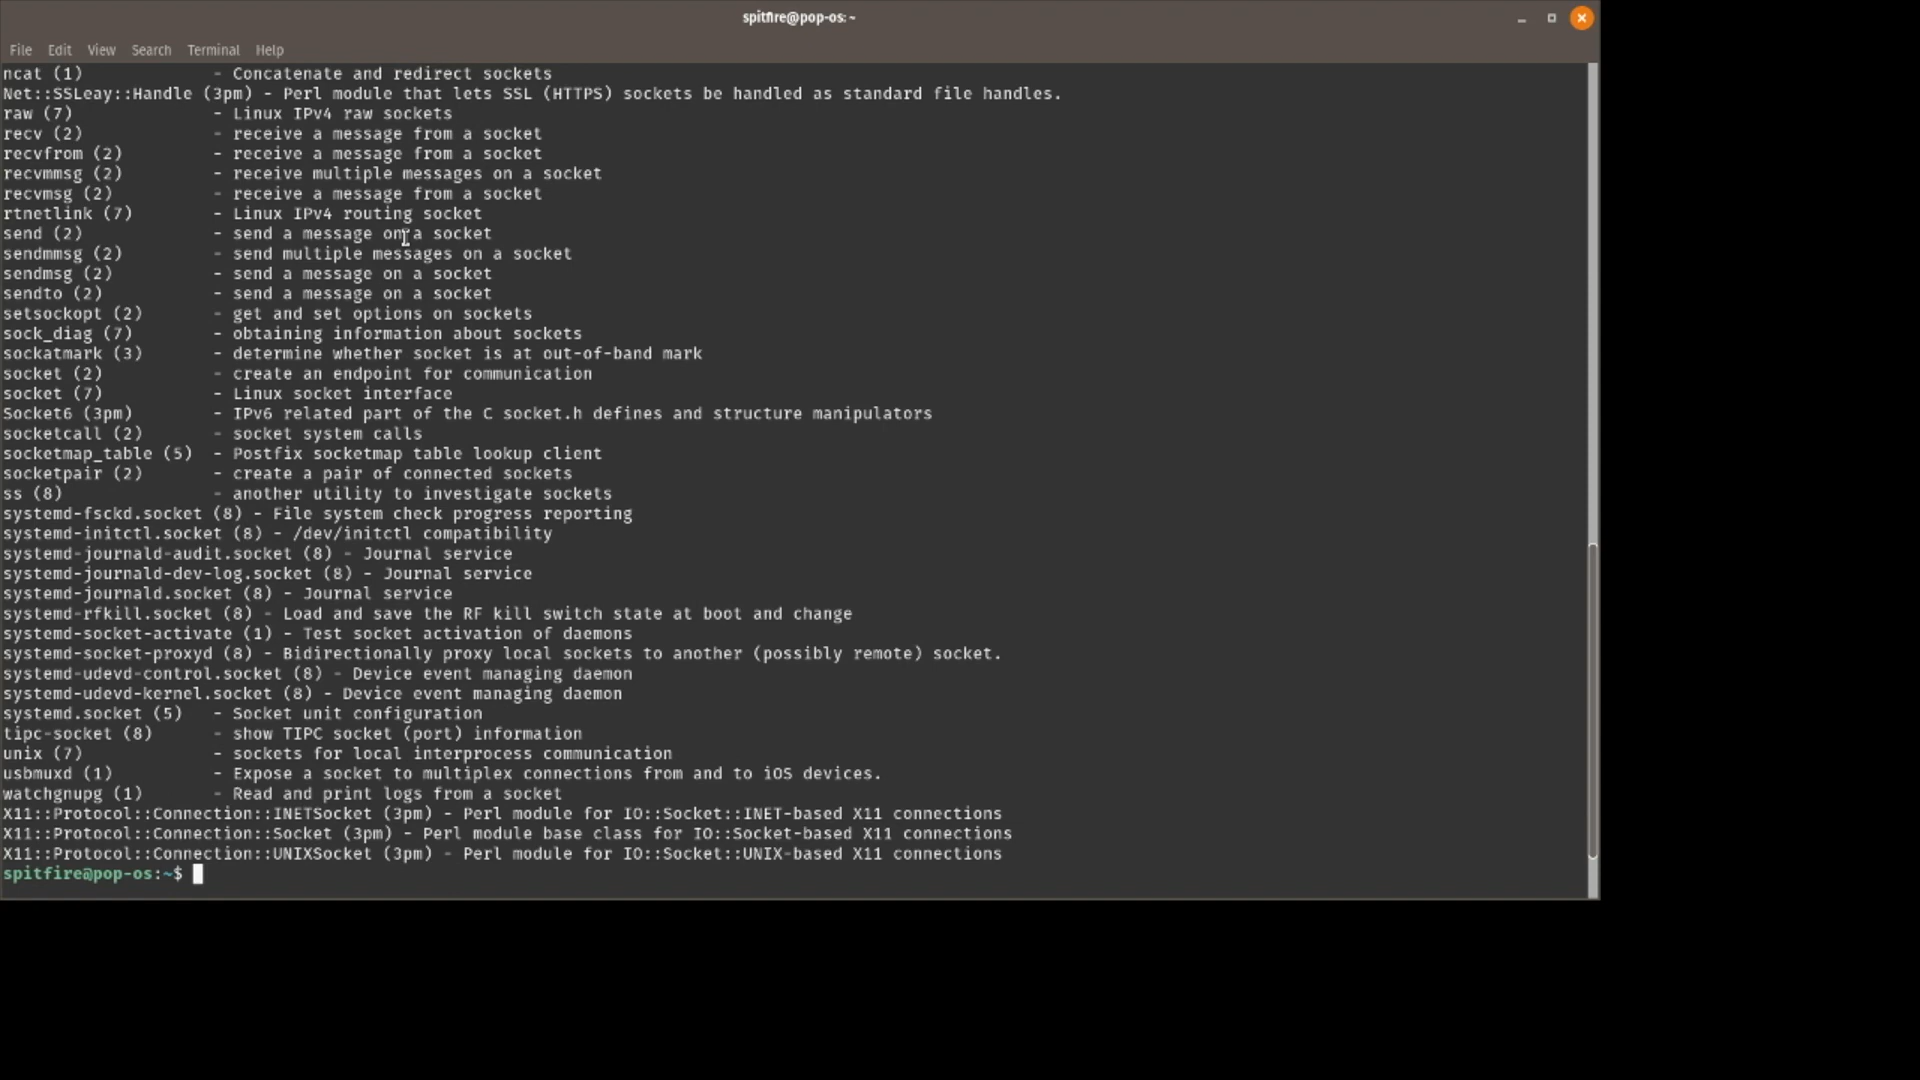 spitfire@pop-os: ~
File Edit View Search Terminal Help
ncat (1)             - Concatenate and redirect sockets
Net::SSLeay::Handle (3pm) - Perl module that lets SSL (HTTPS) sockets be handled as standard file handles.
raw (7)              - Linux IPv4 raw sockets
recv (2)             - receive a message from a socket
recvfrom (2)         - receive a message from a socket
recvmmsg (2)         - receive multiple messages on a socket
recvmsg (2)          - receive a message from a socket
rtnetlink (7)        - Linux IPv4 routing socket
send (2)             - send a message on a socket
sendmmsg (2)         - send multiple messages on a socket
sendmsg (2)          - send a message on a socket
sendto (2)           - send a message on a socket
setsockopt (2)       - get and set options on sockets
sock_diag (7)        - obtaining information about sockets
sockatmark (3)       - determine whether socket is at out-of-band mark
socket (2)           - create an endpoint for communication
socket (7)           - Linux socket interface
Socket6 (3pm)        - IPv6 related part of the C socket.h defines and structure manipulators
socketcall (2)       - socket system calls
socketmap_table (5)  - Postfix socketmap table lookup client
socketpair (2)       - create a pair of connected sockets
ss (8)               - another utility to investigate sockets
systemd-fsckd.socket (8) - File system check progress reporting
systemd-initctl.socket (8) - /dev/initctl compatibility
systemd-journald-audit.socket (8) - Journal service
systemd-journald-dev-log.socket (8) - Journal service
systemd-journald.socket (8) - Journal service
systemd-rfkill.socket (8) - Load and save the RF kill switch state at boot and change
systemd-socket-activate (1) - Test socket activation of daemons
systemd-socket-proxyd (8) - Bidirectionally proxy local sockets to another (possibly remote) socket.
systemd-udevd-control.socket (8) - Device event managing daemon
systemd-udevd-kernel.socket (8) - Device event managing daemon
systemd.socket (5)   - Socket unit configuration
tipc-socket (8)      - show TIPC socket (port) information
unix (7)             - sockets for local interprocess communication
usbmuxd (1)          - Expose a socket to multiplex connections from and to iOS devices.
watchgnupg (1)       - Read and print logs from a socket
X11::Protocol::Connection::INETSocket (3pm) - Perl module for IO::Socket::INET-based X11 connections
X11::Protocol::Connection::Socket (3pm) - Perl module base class for IO::Socket-based X11 connections
X11::Protocol::Connection::UNIXSocket (3pm) - Perl module for IO::Socket::UNIX-based X11 connections
spitfire@pop-os:~$